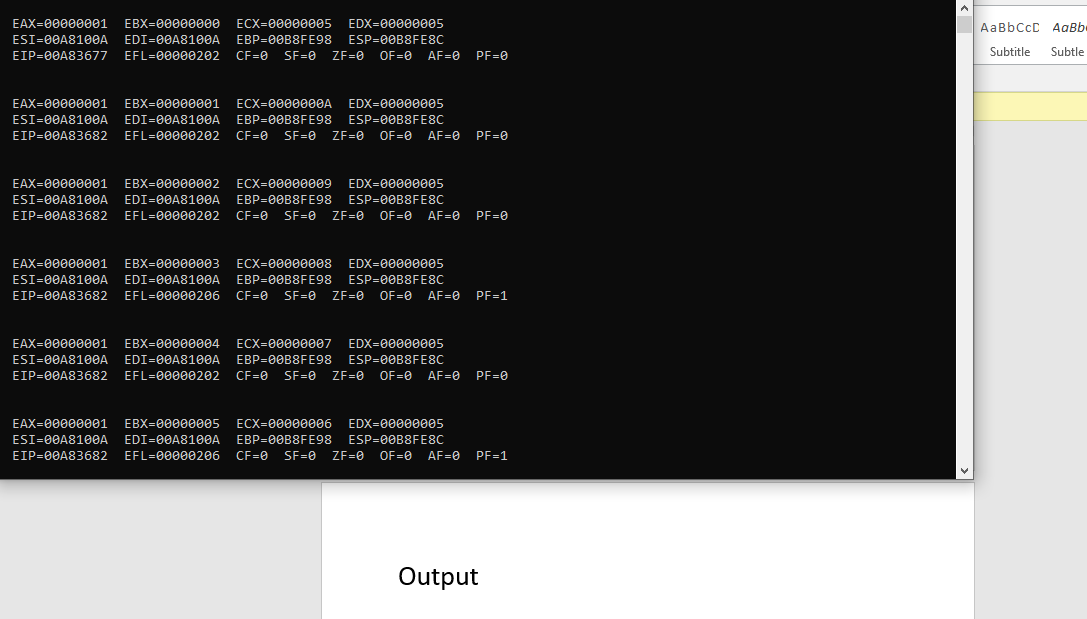 EAX=00000001  EBX=00000000  ECX=00000005  EDX=00000005
ESI=00A8100A  EDI=00A8100A  EBP=00B8FE98  ESP=00B8FE8C
EIP=00A83677  EFL=00000202  CF=0  SF=0  ZF=0  OF=0  AF=0  PF=0
EAX=00000001  EBX=00000001  ECX=0000000A  EDX=00000005
ESI=00A8100A  EDI=00A8100A  EBP=00B8FE98  ESP=00B8FE8C
EIP=00A83682  EFL=00000202  CF=0  SF=0  ZF=0  OF=0  AF=0  PF=0
EAX=00000001  EBX=00000002  ECX=00000009  EDX=00000005
ESI=00A8100A  EDI=00A8100A  EBP=00B8FE98  ESP=00B8FE8C
EIP=00A83682  EFL=00000202  CF=0  SF=0  ZF=0  OF=0  AF=0  PF=0
EAX=00000001  EBX=00000003  ECX=00000008  EDX=00000005
ESI=00A8100A  EDI=00A8100A  EBP=00B8FE98  ESP=00B8FE8C
EIP=00A83682  EFL=00000206  CF=0  SF=0  ZF=0  OF=0  AF=0  PF=1
EAX=00000001  EBX=00000004  ECX=00000007  EDX=00000005
ESI=00A8100A  EDI=00A8100A  EBP=00B8FE98  ESP=00B8FE8C
EIP=00A83682  EFL=00000202  CF=0  SF=0  ZF=0  OF=0  AF=0  PF=0
EAX=00000001  EBX=00000005  ECX=00000006  EDX=00000005
ESI=00A8100A  EDI=00A8100A  EBP=00B8FE98  ESP=00B8FE8C
EIP=00A83682  EFL=00000206  CF=0  SF=0  ZF=0  OF=0  AF=0  PF=1
AaBbCcD AaBb
Subtitle Subtle
Output